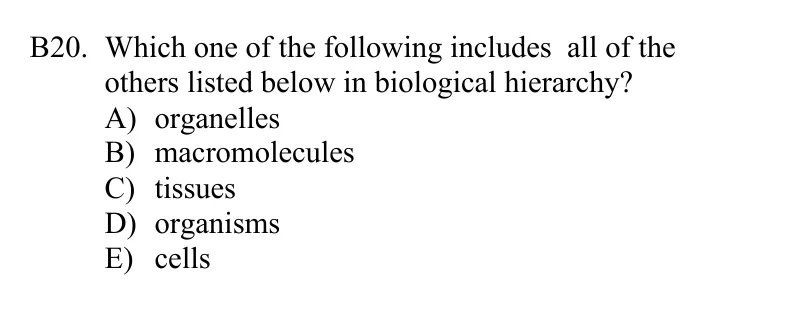 B20. Which one of the following includes all of the
others listed below in biological hierarchy?
A) organelles
B) macromolecules
C) tissues
D) organisms
E) cells